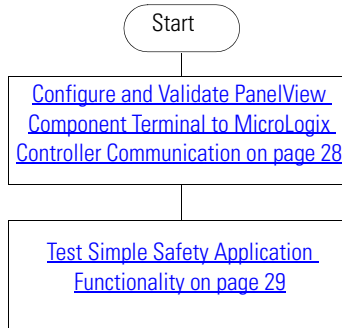 Start
Configure and Validate PanelView
Component Terminal to MicroLogix
Controller Communication on page 28
Test Simple Safety Application
Functionality on page 29